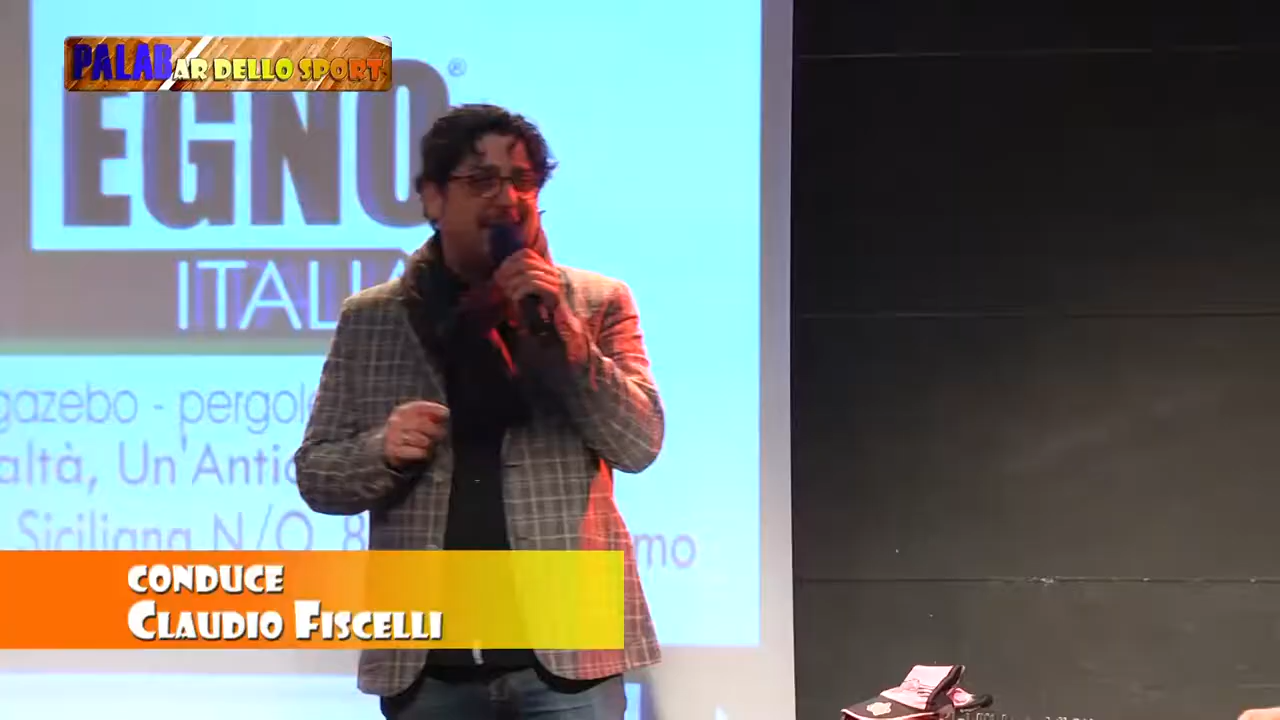 PALABAR DELLO SPORT
EGNO®
ITALIA
gazebo - pergole
altà, Un'Antic
Siciliana N/O, 8
mo
CONDUCE
CLAUDIO FISCELLI